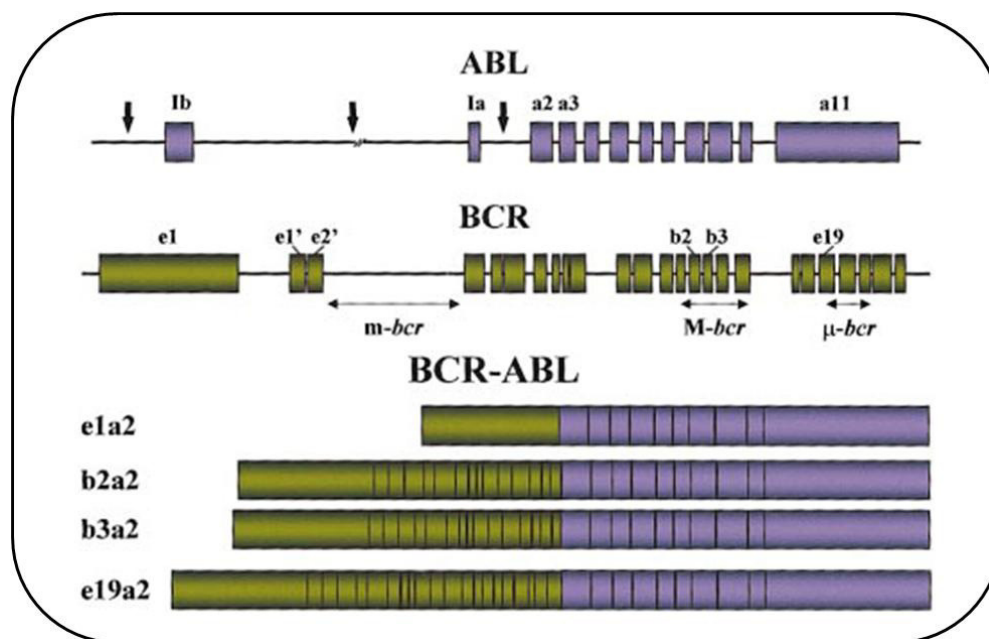 ABL
Ib Ia a2 a3 a11
BCR
e1 e1’ e2’ b2 b3 e19
m-bcr M-bcr µ-bcr
BCR-ABL
e1a2
b2a2
b3a2
e19a2